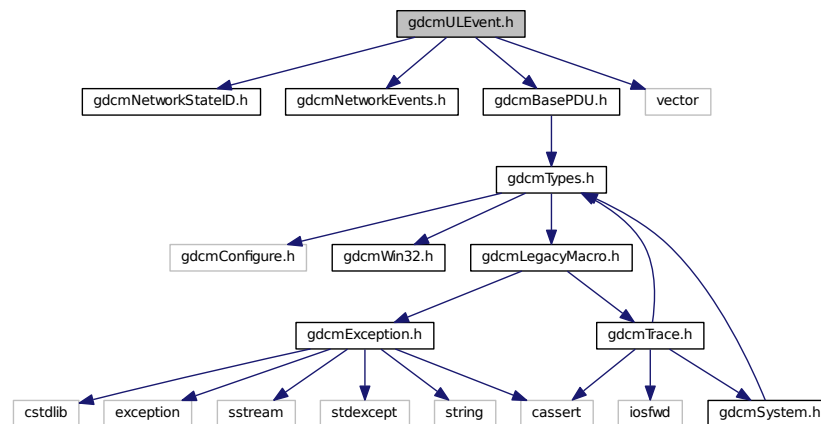 gdcmULEvent.h
gdcmNetworkStateID.h
gdcmNetworkEvents.h
gdcmBasePDU.h
vector
gdcmTypes.h
gdcmConfigure.h
gdcmWin32.h
gdcmLegacyMacro.h
gdcmException.h
gdcmTrace.h
cstdlib
exception
sstream
stdexcept
string
cassert
iosfwd
gdcmSystem.h